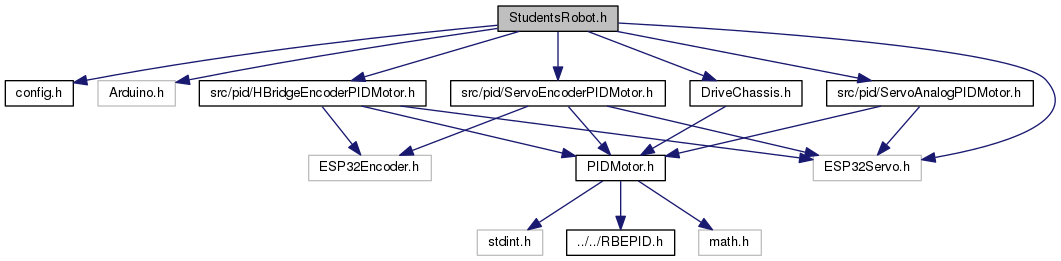 StudentsRobot.h
config.h
Arduino.h
src/pid/HBridgeEncoderPIDMotor.h
src/pid/ServoEncoderPIDMotor.h
DriveChassis.h
src/pid/ServoAnalogPIDMotor.h
ESP32Encoder.h
PIDMotor.h
ESP32Servo.h
stdint.h
../../RBEPID.h
math.h